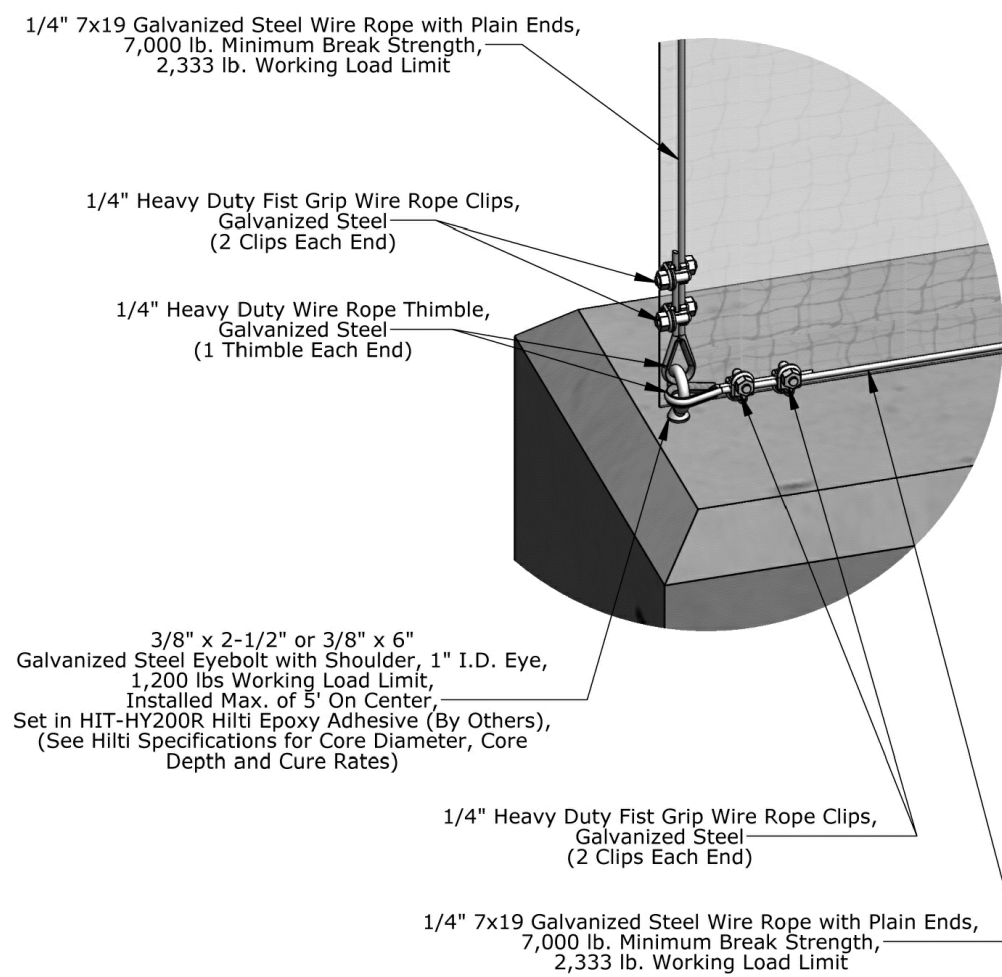 1/4" 7x19 Galvanized Steel Wire Rope with Plain Ends,
7,000 lb. Minimum Break Strength,
2,333 lb. Working Load Limit
1/4" Heavy Duty Fist Grip Wire Rope Clips,
Galvanized Steel
(2 Clips Each End)
1/4" Heavy Duty Wire Rope Thimble,
Galvanized Steel
(1 Thimble Each End)
3/8" x 2-1/2" or 3/8" x 6"
Galvanized Steel Eyebolt with Shoulder, 1" I.D. Eye,
1,200 lbs Working Load Limit,
Installed Max. of 5' On Center,
Set in HIT-HY200R Hilti Epoxy Adhesive (By Others),
(See Hilti Specifications for Core Diameter, Core
Depth and Cure Rates)
1/4" Heavy Duty Fist Grip Wire Rope Clips,
Galvanized Steel
(2 Clips Each End)
1/4" 7x19 Galvanized Steel Wire Rope with Plain Ends,
7,000 lb. Minimum Break Strength,
2,333 lb. Working Load Limit